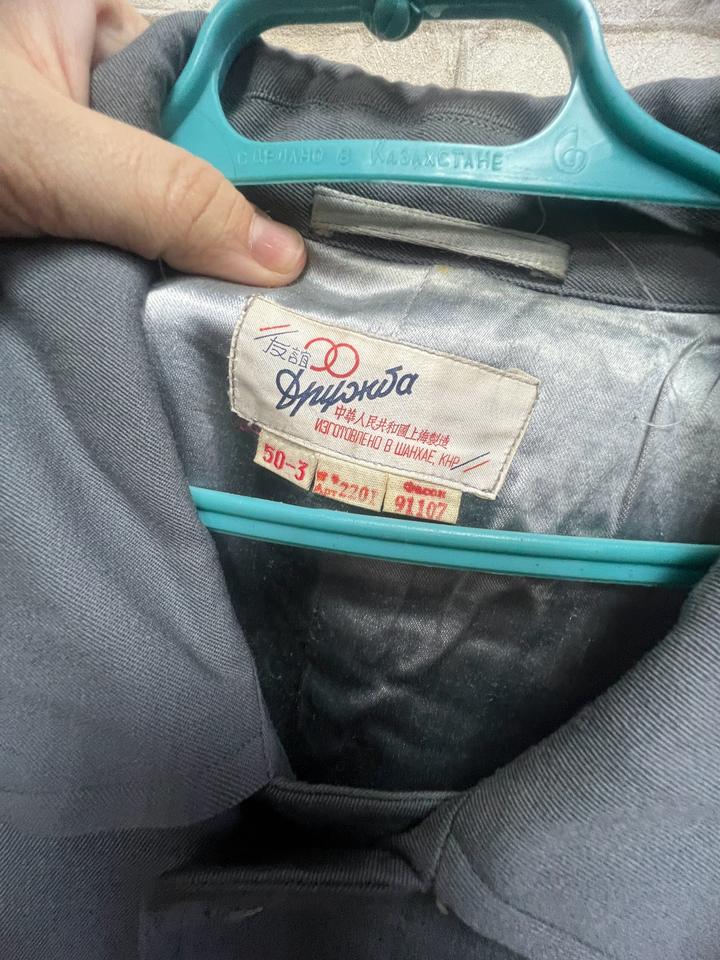 СДЕЛАНО В КАЗАХСТАНЕ
友誼
Дружба
中華人民共和國上海製造
ИЗГОТОВЛЕНО В ШАНХАЕ, КНР
50-3
Арт 2201
Фасон
91107